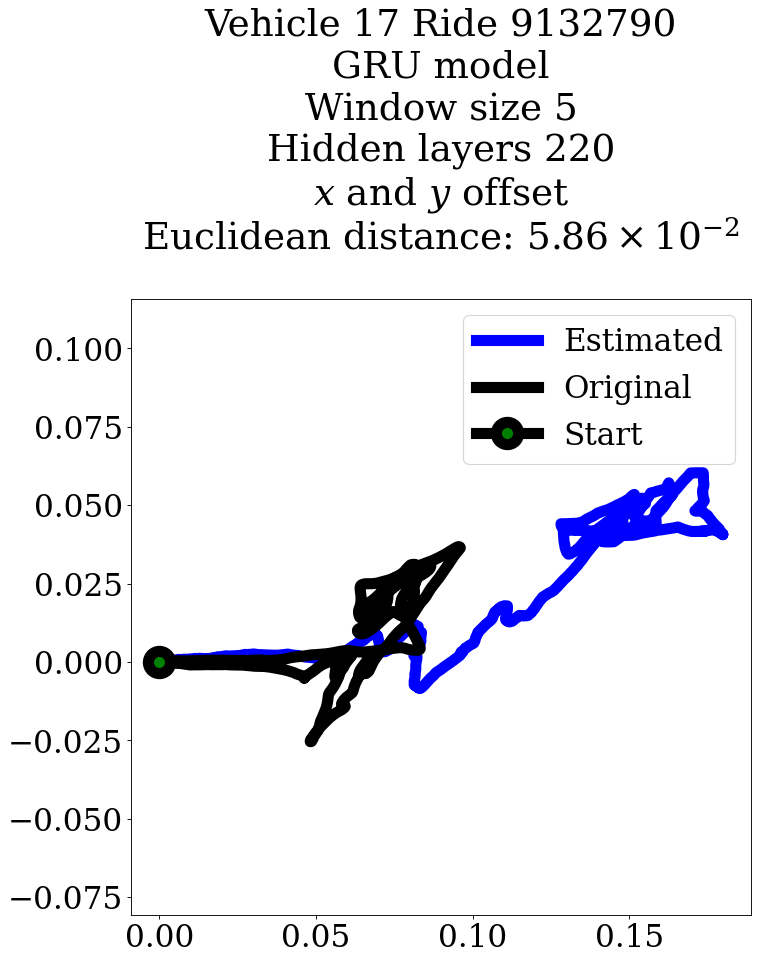 Vehicle 17 Ride 9132790
GRU model
Window size 5
Hidden layers 220
x and y offset
Euclidean distance: 5.86 × 10⁻²
Estimated
Original
Start
0.100
0.075
0.050
0.025
0.000
−0.025
−0.050
−0.075
0.00 0.05 0.10 0.15